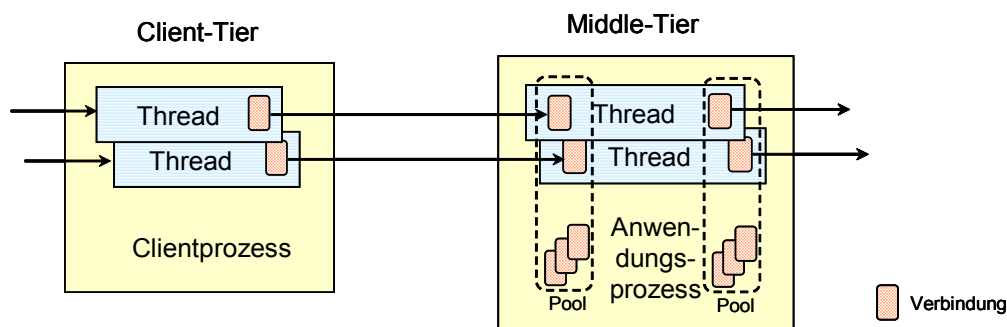 Client-Tier
Middle-Tier
Thread
Thread
Thread
Thread
Clientprozess
Anwen-
dungs-
prozess
Pool
Pool
Verbindung